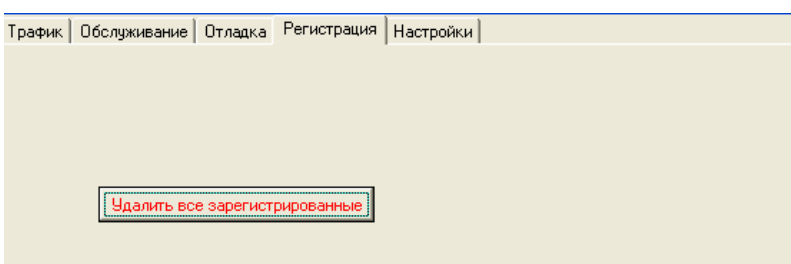 Трафик Обслуживание Отладка Регистрация Настройки
Удалить все зарегистрированные